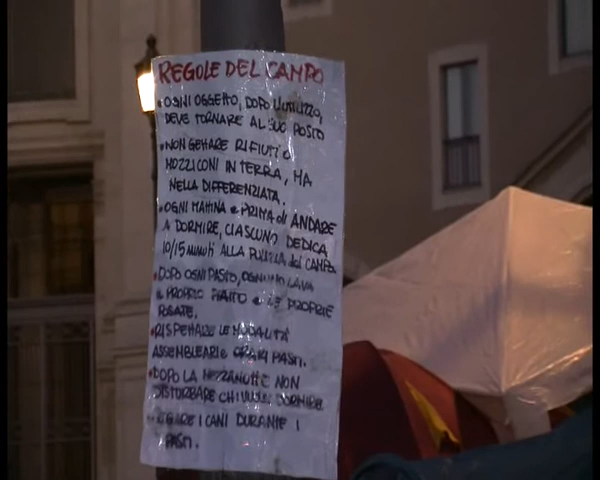 REGOLE DEL CAMPO
• OGNI OGGETTO, DOPO L'UTILIZZO,
DEVE TORNARE AL SUO POSTO
• NON GETTARE RIFIUTI O
MOZZICONI IN TERRA, MA
NELLA DIFFERENZIATA.
• OGNI MATTINA e PRIMA di ANDARE
A DORMIRE, CIASCUNO DEDICA
10/15 minuti ALLA PULIZIA del CAMPO.
• DOPO OGNI PASTO, OGNUNO LAVA
IL PROPRIO PIATTO e LE PROPRIE
POSATE.
• RISPETTARE LE MODALITÀ
ASSEMBLEARI e ORARI PASTI.
• DOPO LA MEZZANOTTE NON
DISTURBARE CHI VUOLE DORMIRE
• LEGARE I CANI DURANTE I
PASTI.